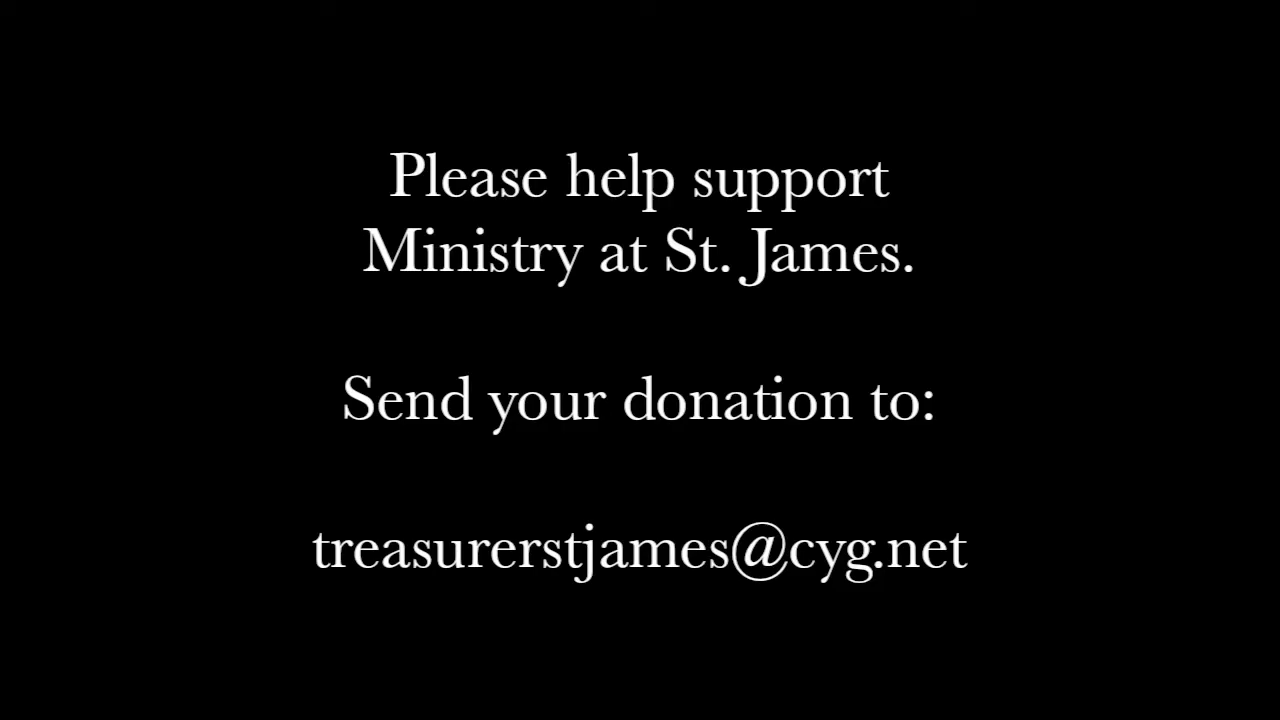 Please help support
Ministry at St. James.
Send your donation to:
treasurerstjames@cyg.net